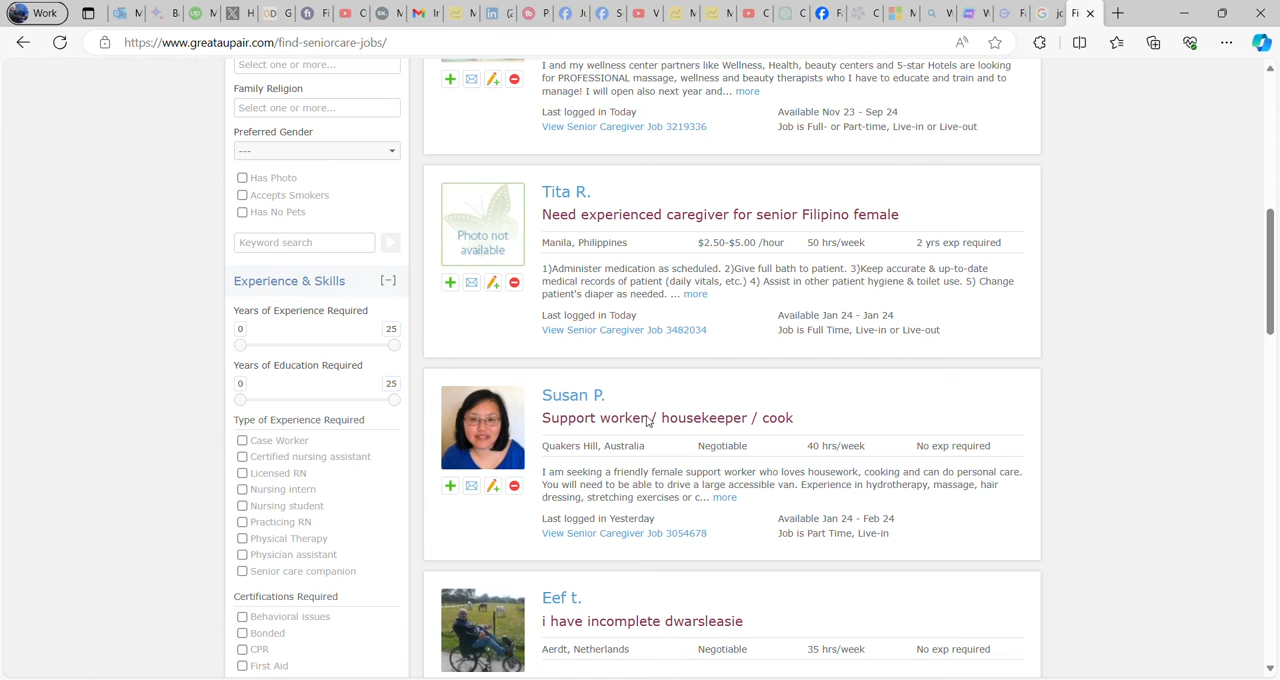 Work
https://www.greataupair.com/find-seniorcare-jobs/
Select one or more...
Family Religion
Select one or more...
Preferred Gender
---
Has Photo
Accepts Smokers
Has No Pets
Keyword search
Experience & Skills [-]
Years of Experience Required
0 25
Years of Education Required
0 25
Type of Experience Required
Case Worker
Certified nursing assistant
Licensed RN
Nursing intern
Nursing student
Practicing RN
Physical Therapy
Physician assistant
Senior care companion
Certifications Required
Behavioral issues
Bonded
CPR
First Aid
I and my wellness center partners like Wellness, Health, beauty centers and 5-star Hotels are looking
for PROFESSIONAL massage, wellness and beauty therapists who I have to educate and train and to
manage! I will open also next year and... more
Last logged in Today Available Nov 23 - Sep 24
View Senior Caregiver Job 3219336 Job is Full- or Part-time, Live-in or Live-out
Photo not
available
Tita R.
Need experienced caregiver for senior Filipino female
Manila, Philippines $2.50-$5.00 /hour 50 hrs/week 2 yrs exp required
1)Administer medication as scheduled. 2)Give full bath to patient. 3)Keep accurate & up-to-date
medical records of patient (daily vitals, etc.) 4) Assist in other patient hygiene & toilet use. 5) Change
patient's diaper as needed. ... more
Last logged in Today Available Jan 24 - Jan 24
View Senior Caregiver Job 3482034 Job is Full Time, Live-in or Live-out
Susan P.
Support worker/ housekeeper / cook
Quakers Hill, Australia Negotiable 40 hrs/week No exp required
I am seeking a friendly female support worker who loves housework, cooking and can do personal care.
You will need to be able to drive a large accessible van. Experience in hydrotherapy, massage, hair
dressing, stretching exercises or c... more
Last logged in Yesterday Available Jan 24 - Feb 24
View Senior Caregiver Job 3054678 Job is Part Time, Live-in
Eef t.
i have incomplete dwarsleasie
Aerdt, Netherlands Negotiable 35 hrs/week No exp required